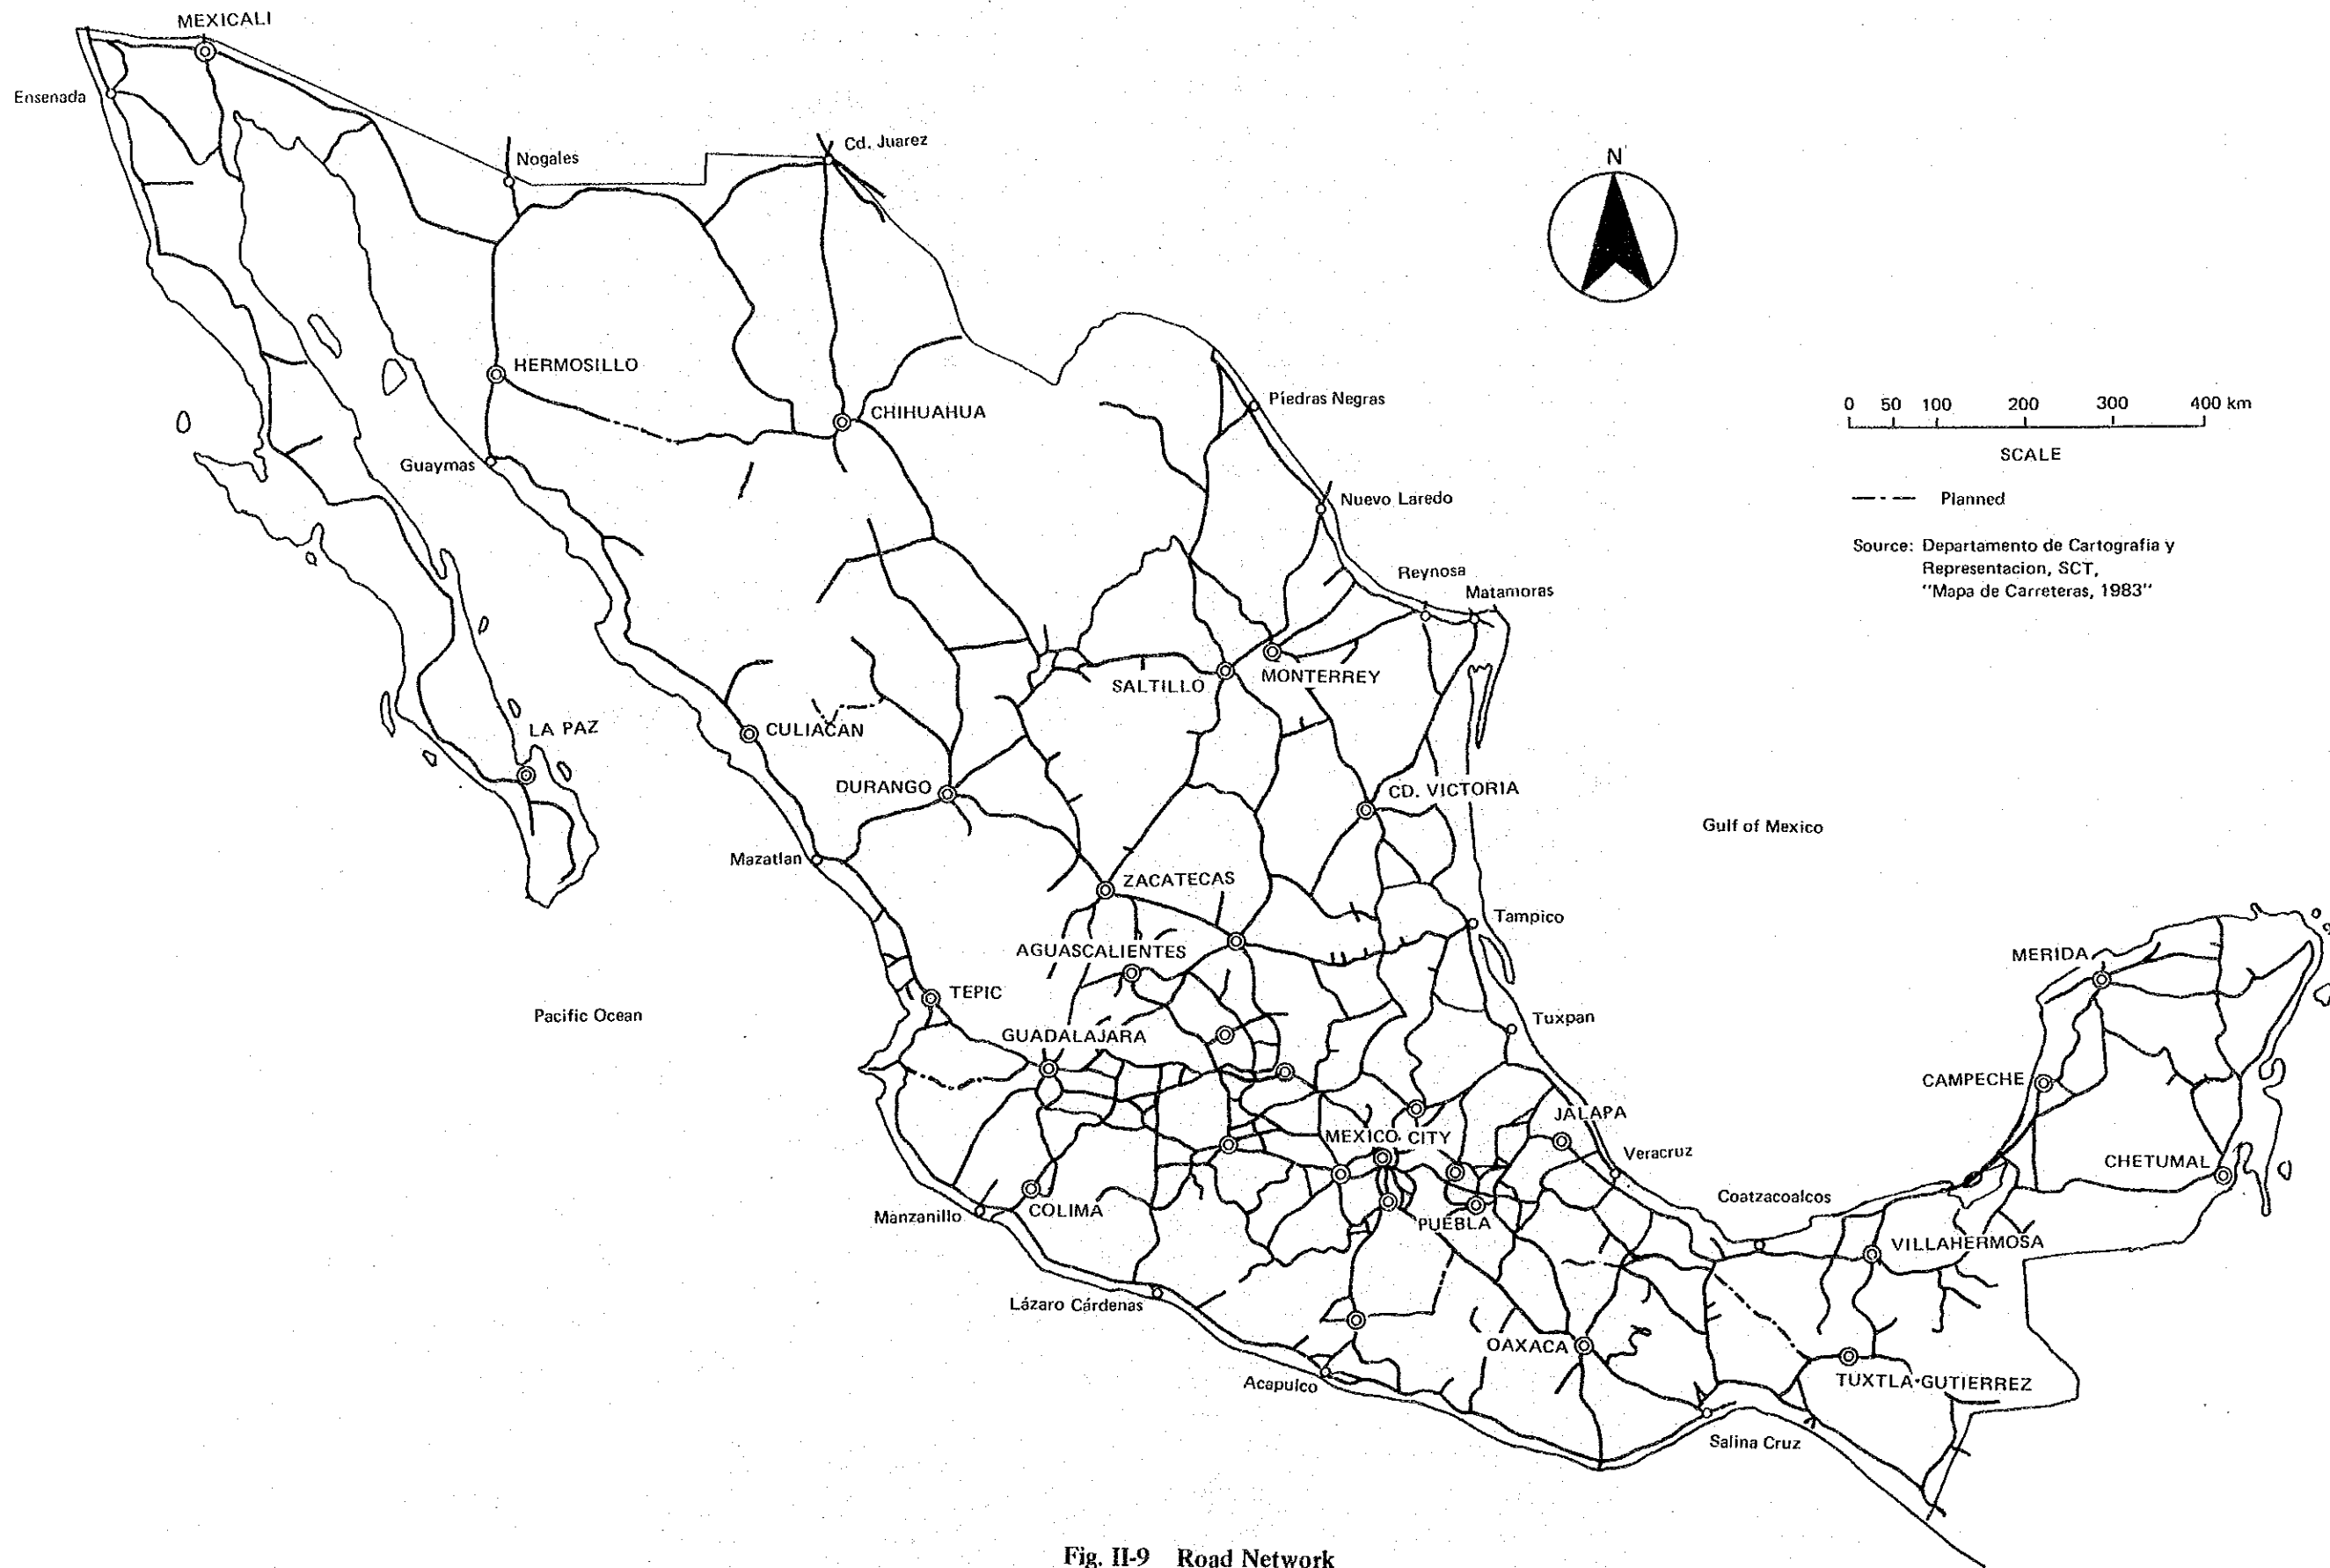 MEXICALI
Ensenada
Nogales
Cd. Juarez
N
HERMOSILLO
CHIHUAHUA
Piedras Negras
0 50 100 200 300 400 km
SCALE
Guaymas
Nuevo Laredo
Planned
Source: Departamento de Cartografia y
Representacion, SCT,
"Mapa de Carreteras, 1983"
Reynosa
Matamoras
SALTILLO
MONTERREY
LA PAZ
CULIACAN
DURANGO
CD. VICTORIA
Gulf of Mexico
Mazatlan
ZACATECAS
Tampico
AGUASCALIENTES
MERIDA
TEPIC
Pacific Ocean
Tuxpan
GUADALAJARA
CAMPECHE
JALAPA
MEXICO CITY
Veracruz
CHETUMAL
Coatzacoalcos
COLIMA
Manzanillo
PUEBLA
VILLAHERMOSA
Lázaro Cárdenas
OAXACA
Acapulco
TUXTLA·GUTIERREZ
Salina Cruz
Fig. II-9 Road Network